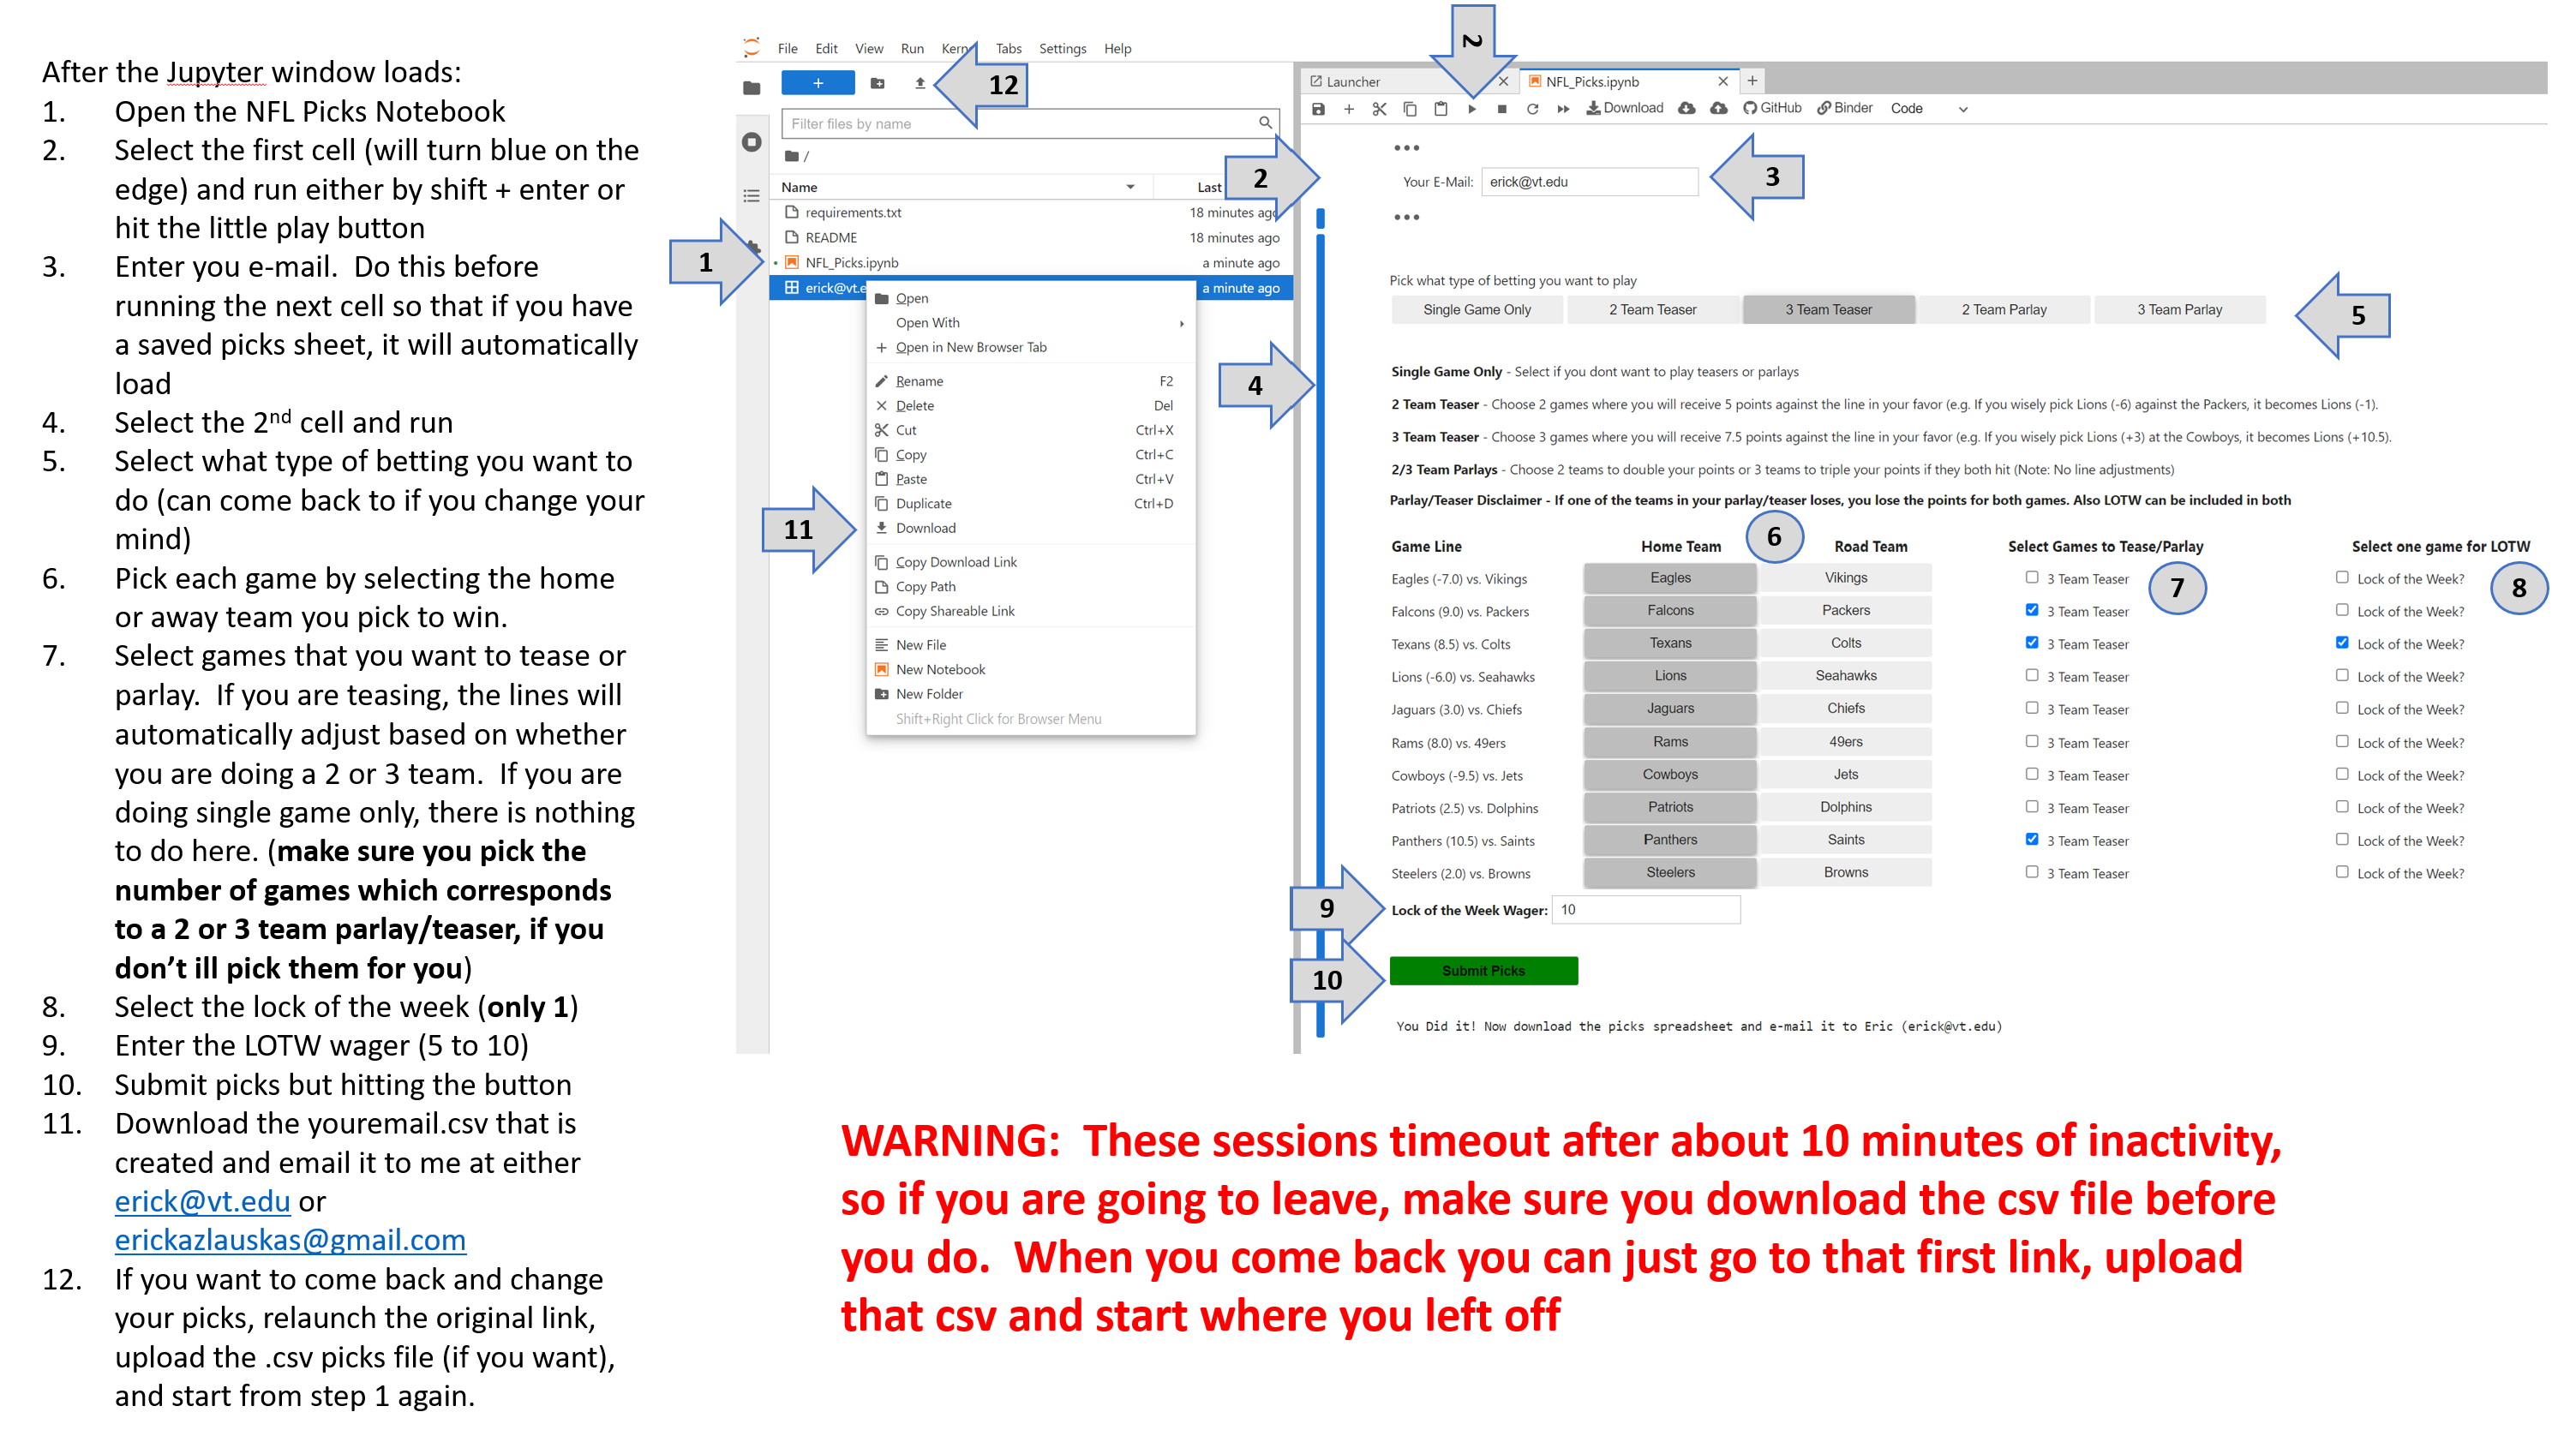 After the Jupyter window loads:
1. Open the NFL Picks Notebook
2. Select the first cell (will turn blue on the
edge) and run either by shift + enter or
hit the little play button
3. Enter you e-mail.  Do this before
running the next cell so that if you have
a saved picks sheet, it will automatically
load
4. Select the 2nd cell and run
5. Select what type of betting you want to
do (can come back to if you change your
mind)
6. Pick each game by selecting the home
or away team you pick to win.
7. Select games that you want to tease or
parlay.  If you are teasing, the lines will
automatically adjust based on whether
you are doing a 2 or 3 team.  If you are
doing single game only, there is nothing
to do here. (make sure you pick the
number of games which corresponds
to a 2 or 3 team parlay/teaser, if you
don’t ill pick them for you)
8. Select the lock of the week (only 1)
9. Enter the LOTW wager (5 to 10)
10. Submit picks but hitting the button
11. Download the youremail.csv that is
created and email it to me at either
erick@vt.edu or
erickazlauskas@gmail.com
12. If you want to come back and change
your picks, relaunch the original link,
upload the .csv picks file (if you want),
and start from step 1 again.
File Edit View Run Kern Tabs Settings Help
+
12
Filter files by name
/
Name Last
requirements.txt 18 minutes ago
README 18 minutes ago
1
NFL_Picks.ipynb a minute ago
erick@vt.e a minute ago
Open
Open With
Open in New Browser Tab
Rename F2
Delete Del
Cut Ctrl+X
Copy Ctrl+C
Paste Ctrl+V
Duplicate Ctrl+D
11
Download
Copy Download Link
Copy Path
Copy Shareable Link
New File
New Notebook
New Folder
Shift+Right Click for Browser Menu
2
Launcher NFL_Picks.ipynb
Download GitHub Binder Code
2
Your E-Mail: erick@vt.edu
3
Pick what type of betting you want to play
Single Game Only 2 Team Teaser 3 Team Teaser 2 Team Parlay 3 Team Parlay
5
4
Single Game Only - Select if you dont want to play teasers or parlays
2 Team Teaser - Choose 2 games where you will receive 5 points against the line in your favor (e.g. If you wisely pick Lions (-6) against the Packers, it becomes Lions (-1).
3 Team Teaser - Choose 3 games where you will receive 7.5 points against the line in your favor (e.g. If you wisely pick Lions (+3) at the Cowboys, it becomes Lions (+10.5).
2/3 Team Parlays - Choose 2 teams to double your points or 3 teams to triple your points if they both hit (Note: No line adjustments)
Parlay/Teaser Disclaimer - If one of the teams in your parlay/teaser loses, you lose the points for both games. Also LOTW can be included in both
Game Line Home Team 6 Road Team Select Games to Tease/Parlay Select one game for LOTW
Eagles (-7.0) vs. Vikings Eagles Vikings 3 Team Teaser 7 Lock of the Week? 8
Falcons (9.0) vs. Packers Falcons Packers 3 Team Teaser Lock of the Week?
Texans (8.5) vs. Colts Texans Colts 3 Team Teaser Lock of the Week?
Lions (-6.0) vs. Seahawks Lions Seahawks 3 Team Teaser Lock of the Week?
Jaguars (3.0) vs. Chiefs Jaguars Chiefs 3 Team Teaser Lock of the Week?
Rams (8.0) vs. 49ers Rams 49ers 3 Team Teaser Lock of the Week?
Cowboys (-9.5) vs. Jets Cowboys Jets 3 Team Teaser Lock of the Week?
Patriots (2.5) vs. Dolphins Patriots Dolphins 3 Team Teaser Lock of the Week?
Panthers (10.5) vs. Saints Panthers Saints 3 Team Teaser Lock of the Week?
Steelers (2.0) vs. Browns Steelers Browns 3 Team Teaser Lock of the Week?
9
Lock of the Week Wager: 10
10
Submit Picks
You Did it! Now download the picks spreadsheet and e-mail it to Eric (erick@vt.edu)
WARNING:  These sessions timeout after about 10 minutes of inactivity,
so if you are going to leave, make sure you download the csv file before
you do.  When you come back you can just go to that first link, upload
that csv and start where you left off